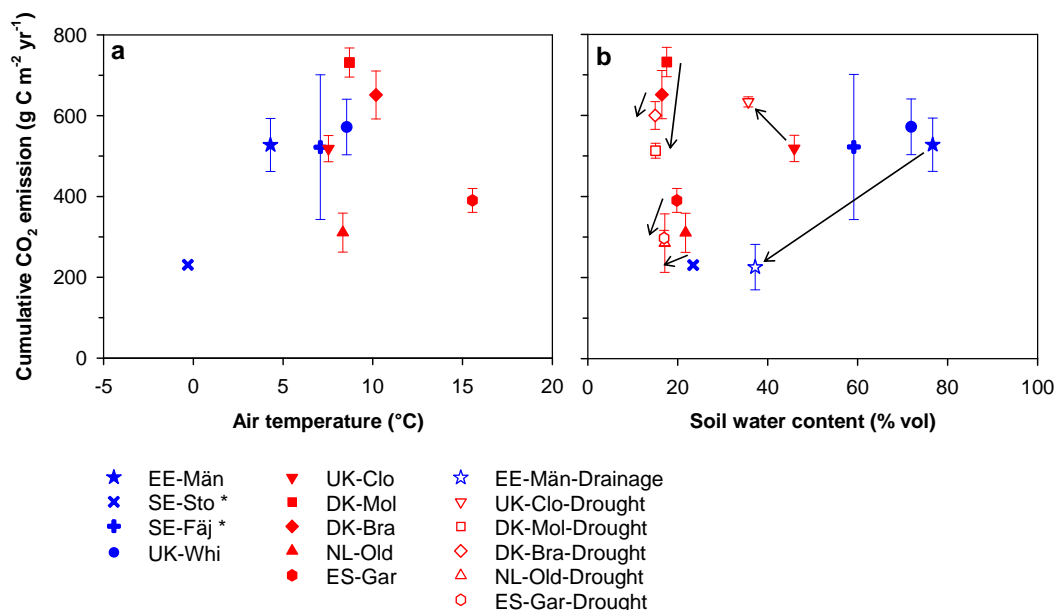 Cumulative CO₂ emission (g C m⁻² yr⁻¹)
a
b
800
600
400
200
0
-5 0 5 10 15 20
0 20 40 60 80 100
Air temperature (°C)
Soil water content (% vol)
EE-Män
SE-Sto *
SE-Fäj *
UK-Whi
UK-Clo
DK-Mol
DK-Bra
NL-Old
ES-Gar
EE-Män-Drainage
UK-Clo-Drought
DK-Mol-Drought
DK-Bra-Drought
NL-Old-Drought
ES-Gar-Drought